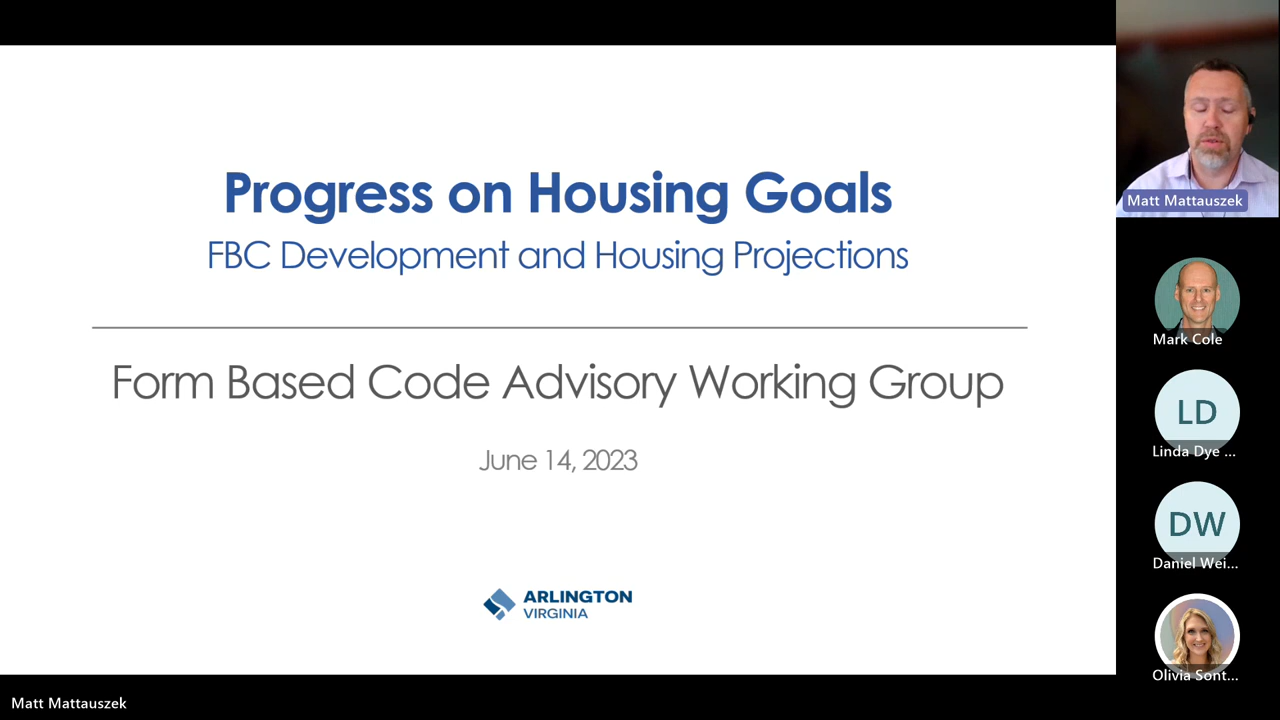 Progress on Housing Goals
FBC Development and Housing Projections
Form Based Code Advisory Working Group
June 14, 2023
ARLINGTON
VIRGINIA
Matt Mattauszek
Mark Cole
LD
Linda Dye ...
DW
Daniel Wei...
Olivia Sont...
Matt Mattauszek